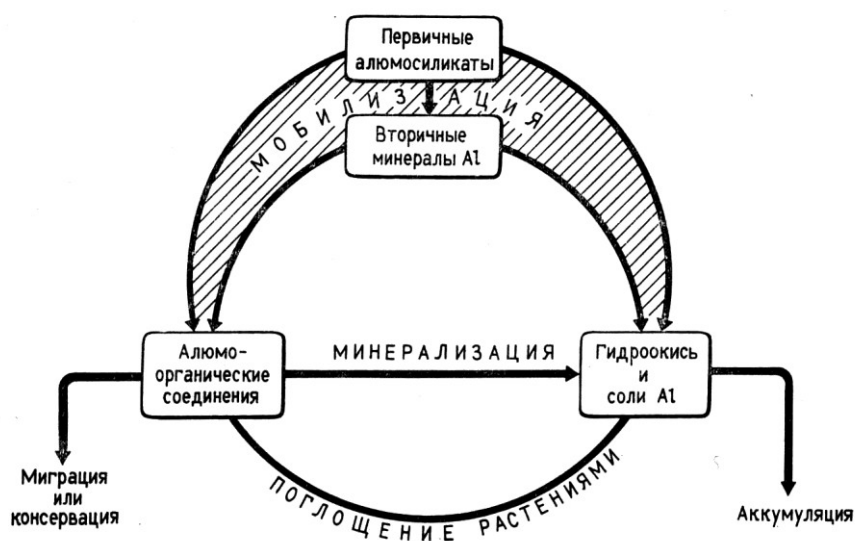 Первичные
алюмосиликаты
МОБИЛИЗАЦИЯ
Вторичные
минералы Al
Алюмо-
органические
соединения
МИНЕРАЛИЗАЦИЯ
Гидроокись
и
соли Al
Миграция
или
консервация
ПОГЛОЩЕНИЕ РАСТЕНИЯМИ
Аккумуляция